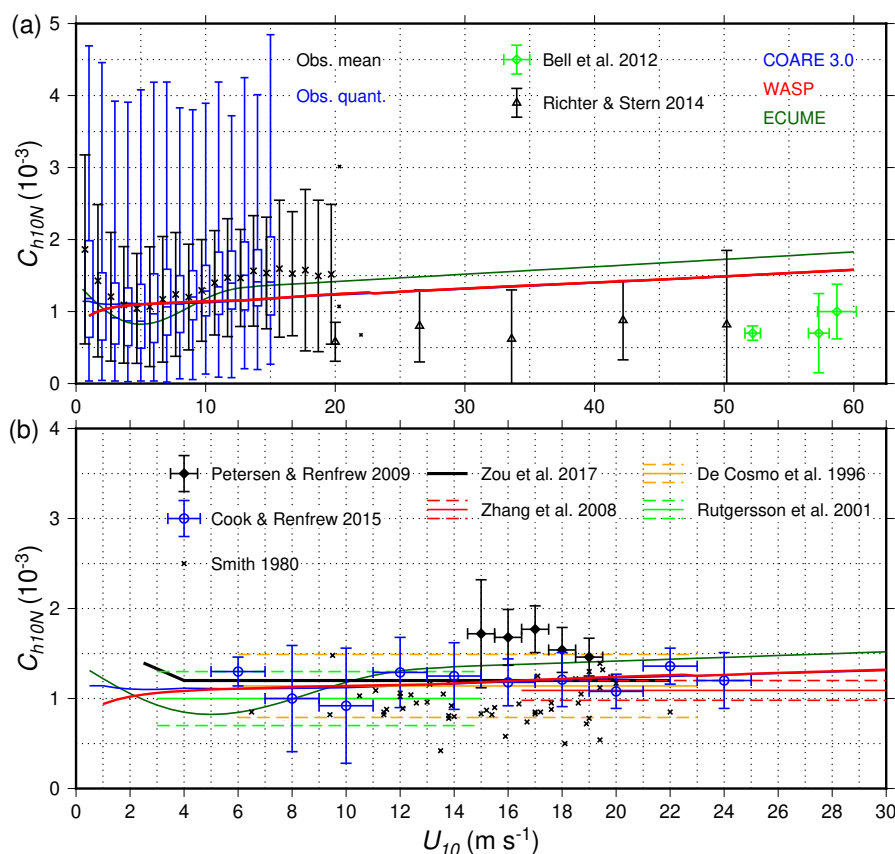 (a)
5
4
3
2
1
0
C_h10N (10^-3)
Obs. mean
Obs. quant.
Bell et al. 2012
Richter & Stern 2014
COARE 3.0
WASP
ECUME
0 10 20 30 40 50 60
(b)
4
3
2
1
0
C_h10N (10^-3)
Petersen & Renfrew 2009
Cook & Renfrew 2015
Smith 1980
Zou et al. 2017
Zhang et al. 2008
De Cosmo et al. 1996
Rutgersson et al. 2001
0 2 4 6 8 10 12 14 16 18 20 22 24 26 28 30
U_10 (m s^-1)